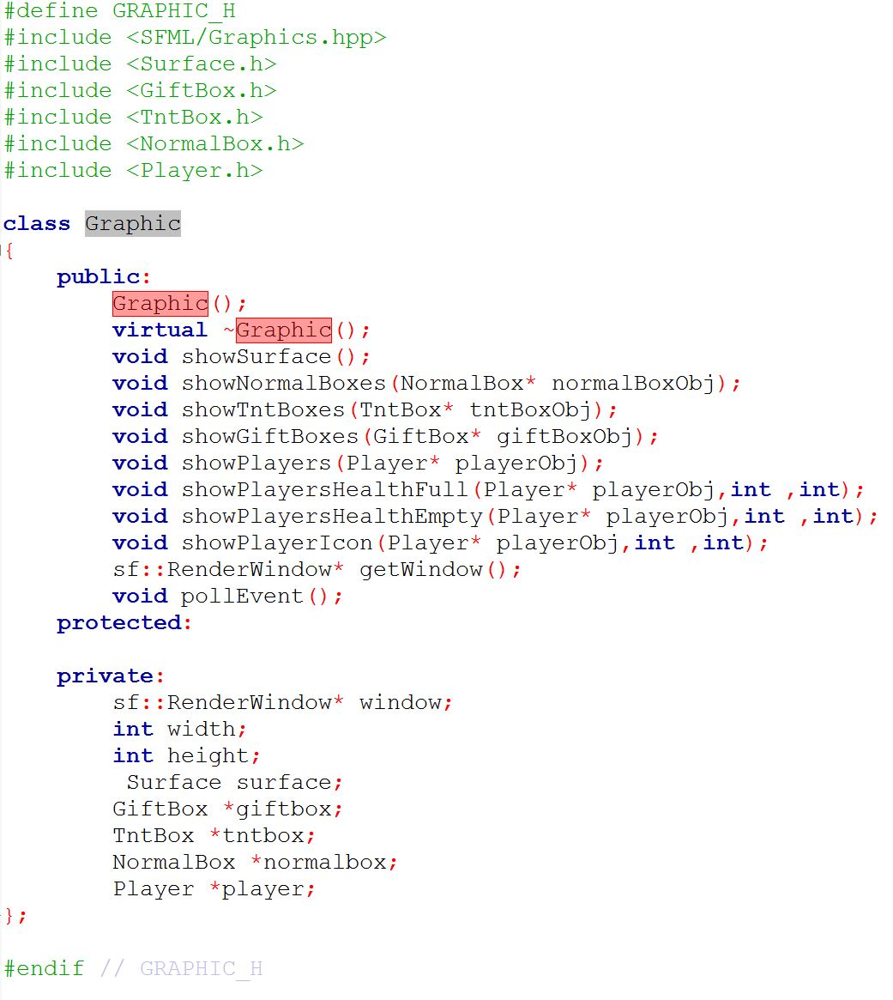 #define GRAPHIC_H
#include <SFML/Graphics.hpp>
#include <Surface.h>
#include <GiftBox.h>
#include <TntBox.h>
#include <NormalBox.h>
#include <Player.h>

class Graphic
{
    public:
        Graphic();
        virtual ~Graphic();
        void showSurface();
        void showNormalBoxes(NormalBox* normalBoxObj);
        void showTntBoxes(TntBox* tntBoxObj);
        void showGiftBoxes(GiftBox* giftBoxObj);
        void showPlayers(Player* playerObj);
        void showPlayersHealthFull(Player* playerObj,int ,int);
        void showPlayersHealthEmpty(Player* playerObj,int ,int);
        void showPlayerIcon(Player* playerObj,int ,int);
        sf::RenderWindow* getWindow();
        void pollEvent();
    protected:

    private:
        sf::RenderWindow* window;
        int width;
        int height;
         Surface surface;
        GiftBox *giftbox;
        TntBox *tntbox;
        NormalBox *normalbox;
        Player *player;
};

#endif // GRAPHIC_H